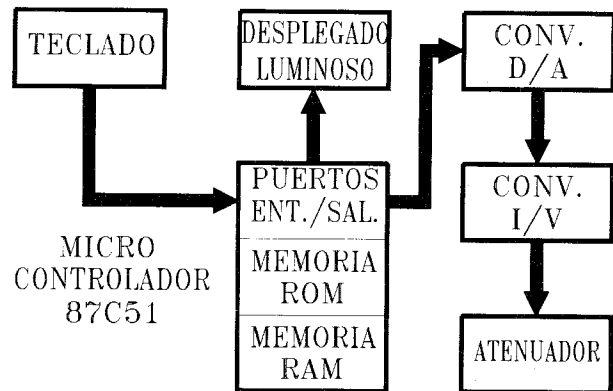 TECLADO
DESPLEGADO
LUMINOSO
CONV.
D/A
PUERTOS
ENT./SAL.
CONV.
I/V
MICRO
CONTROLADOR
87C51
MEMORIA
ROM
MEMORIA
RAM
ATENUADOR